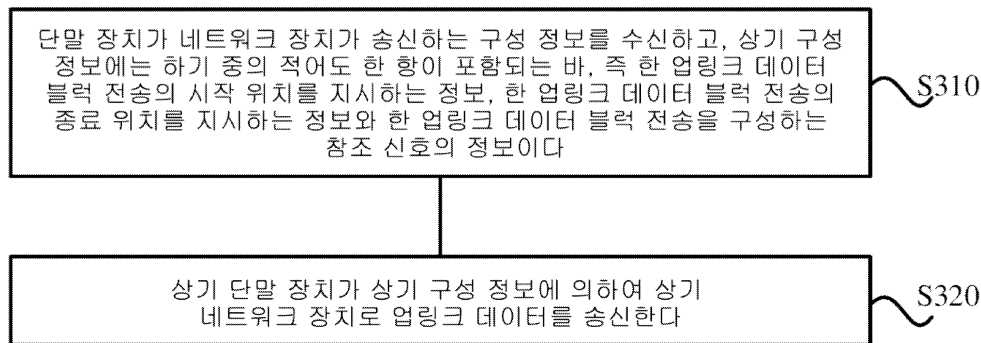 단말 장치가 네트워크 장치가 송신하는 구성 정보를 수신하고, 상기 구성
정보에는 하기 중의 적어도 한 항이 포함되는 바, 즉 한 업링크 데이터
블럭 전송의 시작 위치를 지시하는 정보, 한 업링크 데이터 블럭 전송의
종료 위치를 지시하는 정보와 한 업링크 데이터 블럭 전송을 구성하는
참조 신호의 정보이다
S310
상기 단말 장치가 상기 구성 정보에 의하여 상기
네트워크 장치로 업링크 데이터를 송신한다
S320